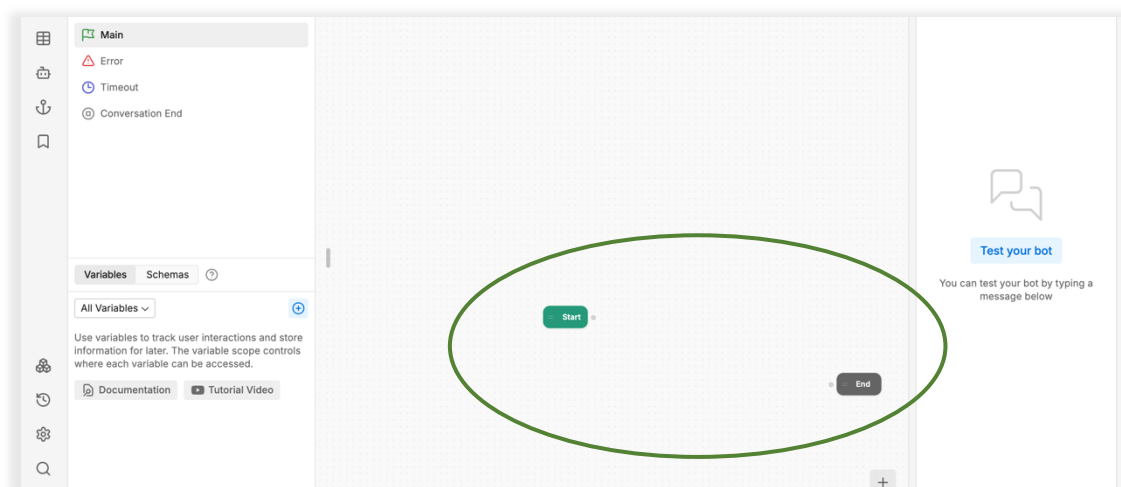 Main
Error
Timeout
Conversation End
Variables Schemas
All Variables
Use variables to track user interactions and store
information for later. The variable scope controls
where each variable can be accessed.
Documentation Tutorial Video
Start
End
Test your bot
You can test your bot by typing a
message below